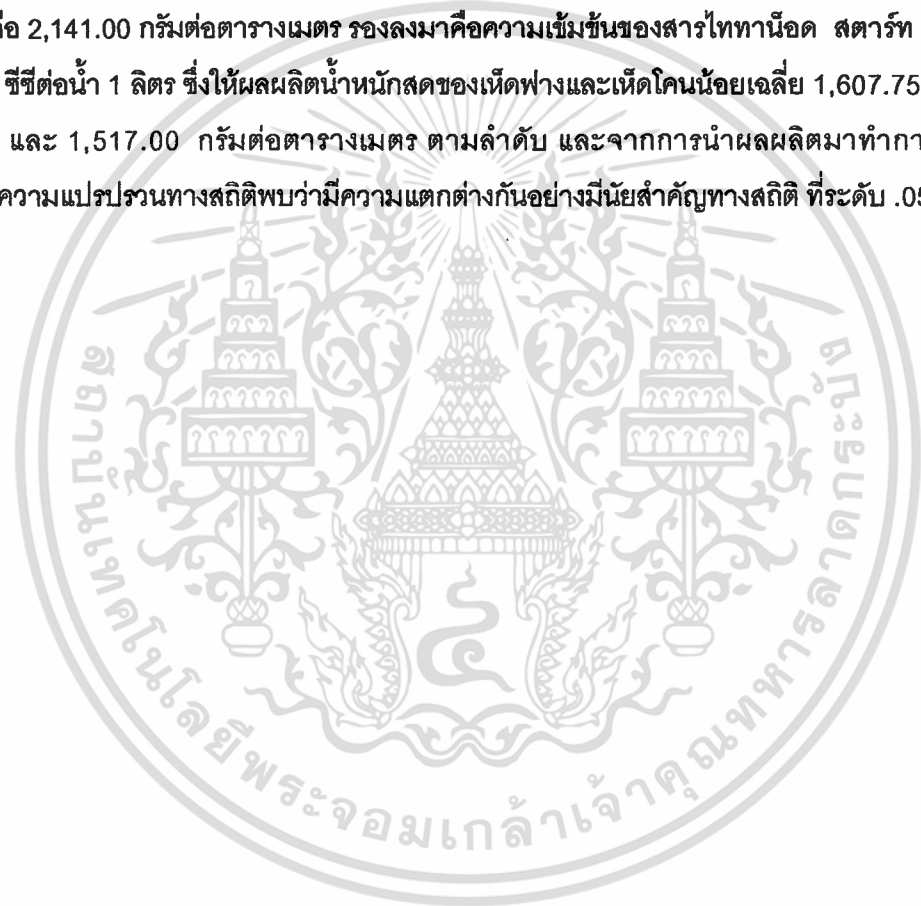 คือ 2,141.00 กรัมต่อตารางเมตร รองลงมาคือความเข้มข้นของสารไททาน็อด สตาร์ท
ซีซีต่อน้ำ 1 ลิตร ซึ่งให้ผลผลิตน้ำหนักสดของเห็ดฟางและเห็ดโคนน้อยเฉลี่ย 1,607.75
และ 1,517.00 กรัมต่อตารางเมตร ตามลำดับ และจากการนำผลผลิตมาทำกา
ความแปรปรวนทางสถิติพบว่ามีความแตกต่างกันอย่างมีนัยสำคัญทางสถิติ ที่ระดับ .05
สถาบันเทคโนโลยีพระจอมเกล้าเจ้าคุณทหารลาดกระบัง
๔